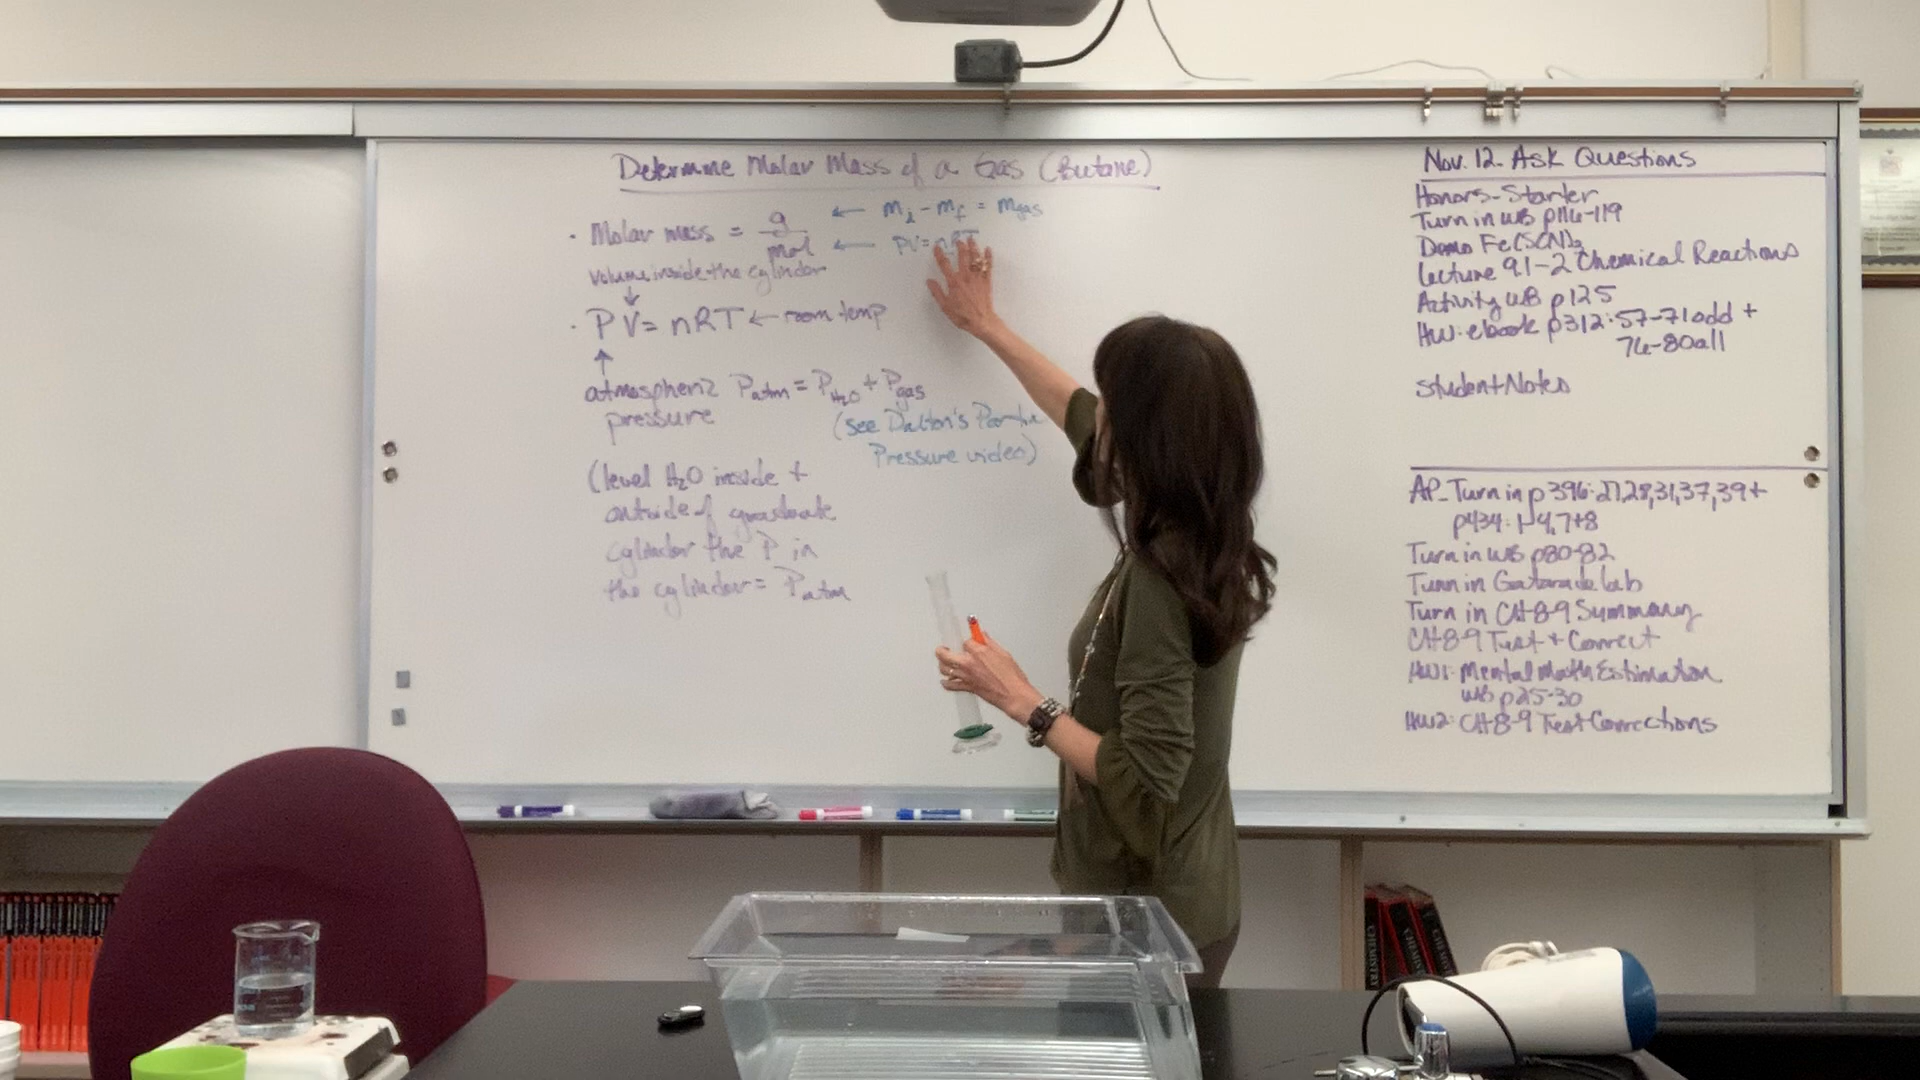 Determine Molar Mass of a Gas (Butane)
· Molar mass = g/mol
← mi - mf = mgas
← PV=nRT
volume inside the cylinder
↓
· PV = nRT ← room temp
↑
atmospheric Patm = PH₂O + Pgas
pressure
(see Dalton's
Pressure video)
(level H₂O inside +
outside of graduate
cylinder the P in
the cylinder = Patm
Nov. 12 - Ask Questions
Honors - Starter
Turn in WB p116-119
Demo Fe(SCN)₃
Lecture 9.1-2 Chemical Reactions
Activity WB p125
HW: ebook p312: 57-71odd +
76-80all
student Notes
AP - Turn in p396: 27,28,31,37,39 +
p434: 1-4,7+8
Turn in WB p80-82
Turn in Gatorade lab
Turn in CH 8-9 Summary
CH 8-9 Test + Correct
HW1: Mental Math Estimation
WB p25-30
HW2: CH 8-9 Test Corrections
CHEMISTRY